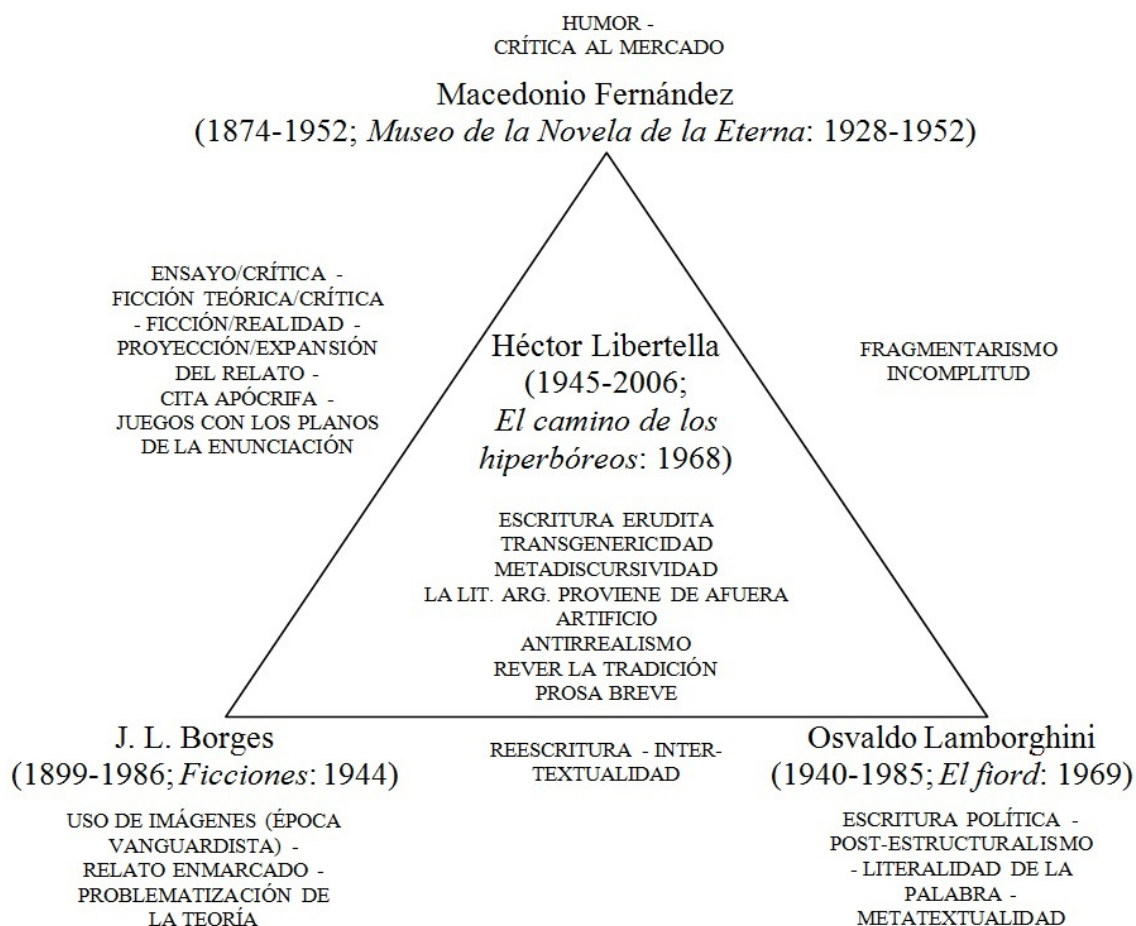 HUMOR -
CRÍTICA AL MERCADO
Macedonio Fernández
(1874-1952; Museo de la Novela de la Eterna: 1928-1952)
ENSAYO/CRÍTICA -
FICCIÓN TEÓRICA/CRÍTICA
- FICCIÓN/REALIDAD -
PROYECCIÓN/EXPANSIÓN
DEL RELATO -
CITA APÓCRIFA -
JUEGOS CON LOS PLANOS
DE LA ENUNCIACIÓN
Héctor Libertella
(1945-2006;
El camino de los
hiperbóreos: 1968)
FRAGMENTARISMO
INCOMPLITUD
ESCRITURA ERUDITA
TRANSGENERICIDAD
METADISCURSIVIDAD
LA LIT. ARG. PROVIENE DE AFUERA
ARTIFICIO
ANTIRREALISMO
REVER LA TRADICIÓN
PROSA BREVE
J. L. Borges
(1899-1986; Ficciones: 1944)
USO DE IMÁGENES (ÉPOCA
VANGUARDISTA) -
RELATO ENMARCADO -
PROBLEMATIZACIÓN DE
LA TEORÍA
REESCRITURA - INTER-
TEXTUALIDAD
Osvaldo Lamborghini
(1940-1985; El fiord: 1969)
ESCRITURA POLÍTICA -
POST-ESTRUCTURALISMO
- LITERALIDAD DE LA
PALABRA -
METATEXTUALIDAD